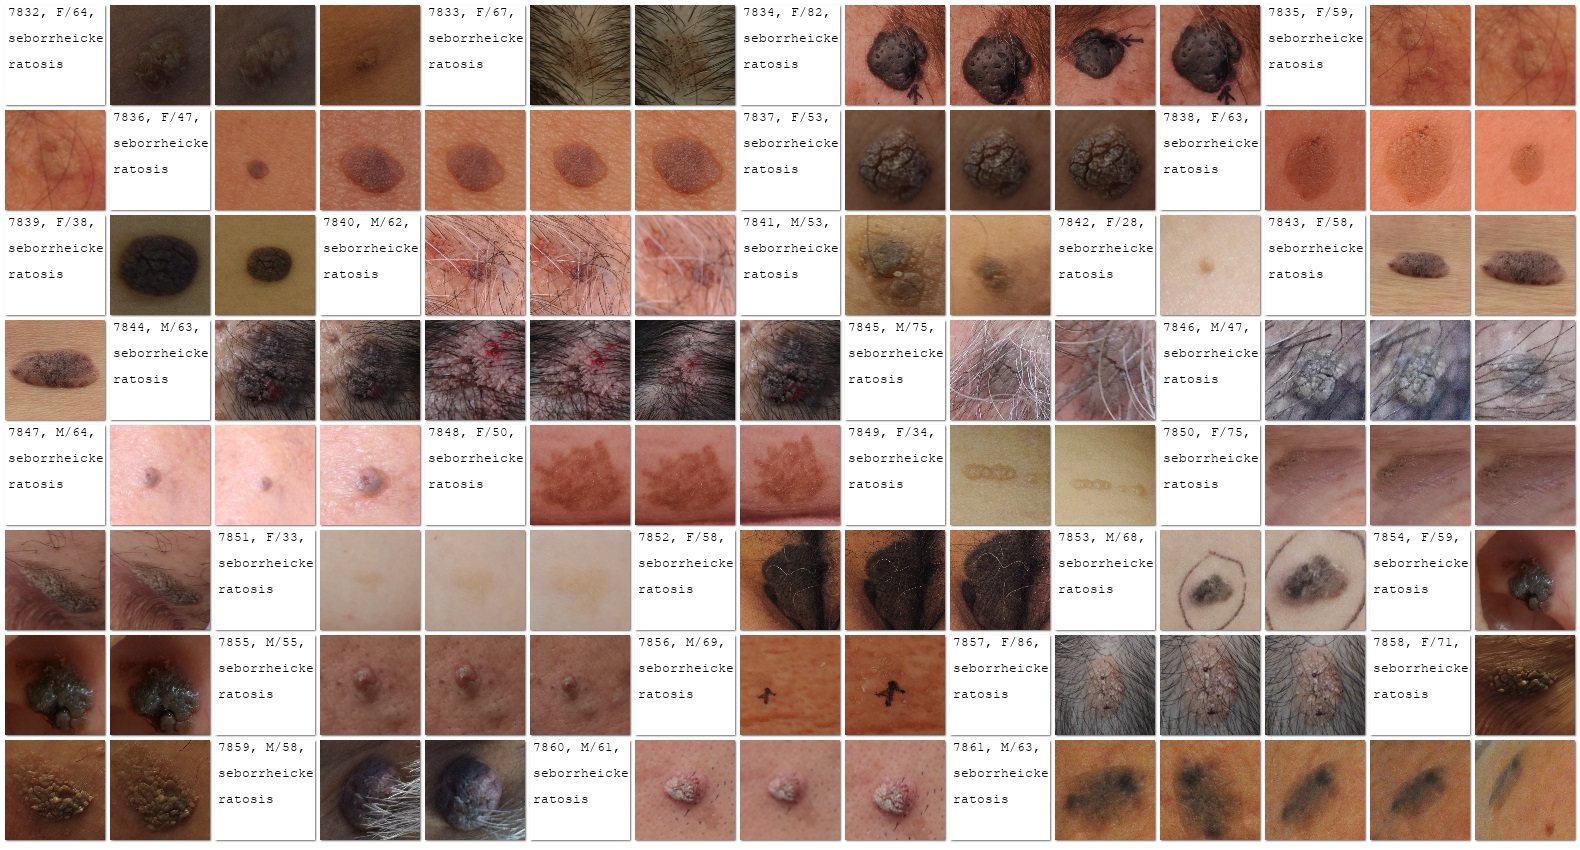 7832, F/64,
seborrheicke
ratosis
7833, F/67,
seborrheicke
ratosis
7834, F/82,
seborrheicke
ratosis
7835, F/59,
seborrheicke
ratosis
7836, F/47,
seborrheicke
ratosis
7837, F/53,
seborrheicke
ratosis
7838, F/63,
seborrheicke
ratosis
7839, F/38,
seborrheicke
ratosis
7840, M/62,
seborrheicke
ratosis
7841, M/53,
seborrheicke
ratosis
7842, F/28,
seborrheicke
ratosis
7843, F/58,
seborrheicke
ratosis
7844, M/63,
seborrheicke
ratosis
7845, M/75,
seborrheicke
ratosis
7846, M/47,
seborrheicke
ratosis
7847, M/64,
seborrheicke
ratosis
7848, F/50,
seborrheicke
ratosis
7849, F/34,
seborrheicke
ratosis
7850, F/75,
seborrheicke
ratosis
7851, F/33,
seborrheicke
ratosis
7852, F/58,
seborrheicke
ratosis
7853, M/68,
seborrheicke
ratosis
7854, F/59,
seborrheicke
ratosis
7855, M/55,
seborrheicke
ratosis
7856, M/69,
seborrheicke
ratosis
7857, F/86,
seborrheicke
ratosis
7858, F/71,
seborrheicke
ratosis
7859, M/58,
seborrheicke
ratosis
7860, M/61,
seborrheicke
ratosis
7861, M/63,
seborrheicke
ratosis